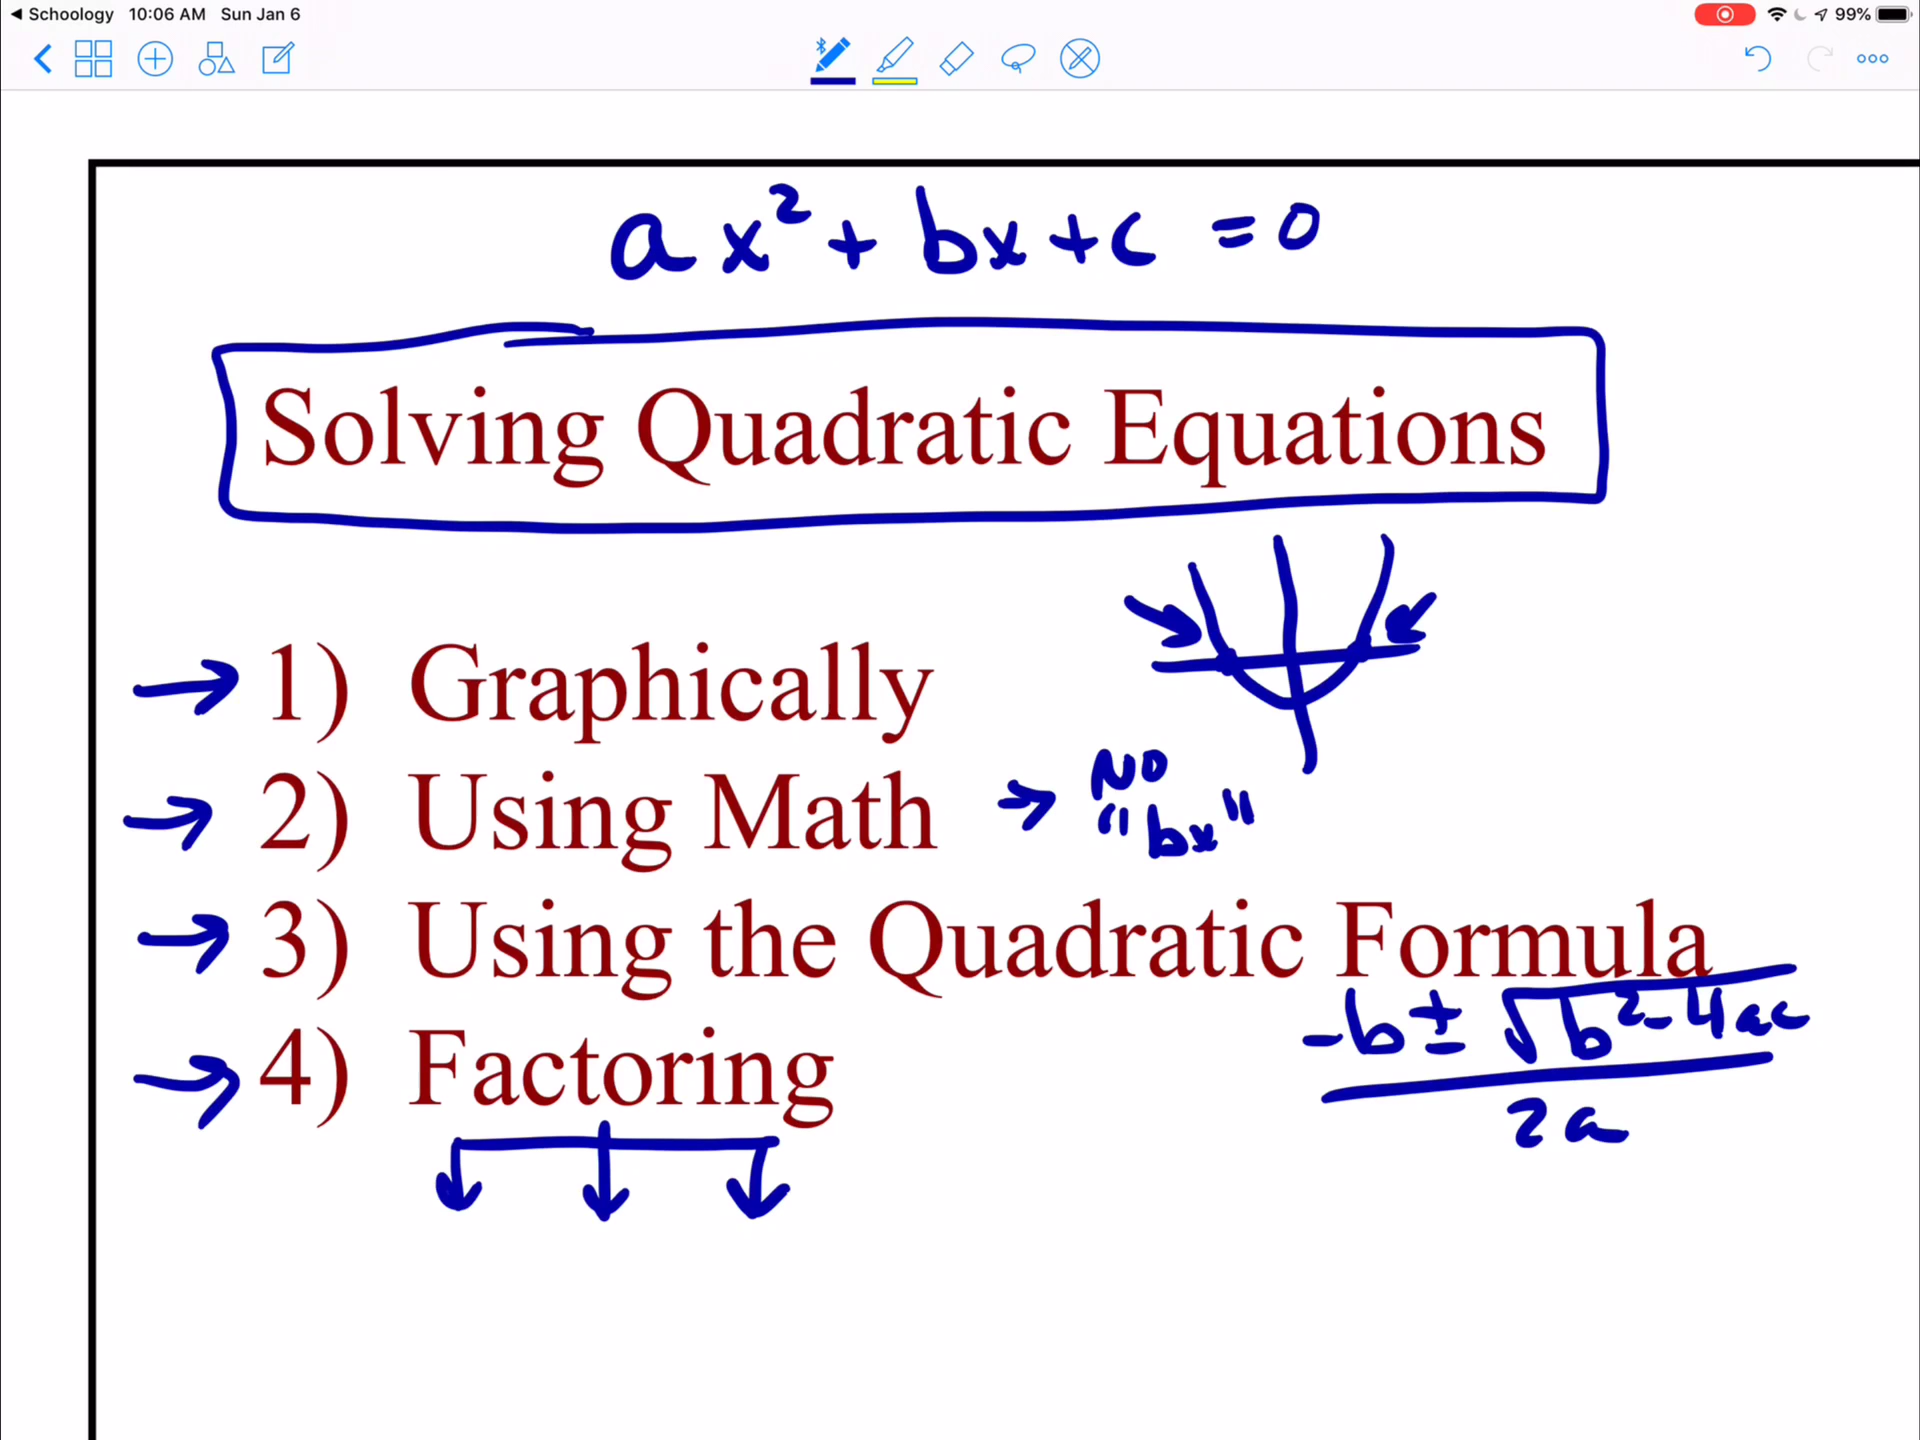 Schoology 10:06 AM Sun Jan 6 99%
ax² + bx + c = 0
Solving Quadratic Equations
1) Graphically
2) Using Math → NO
"bx"
3) Using the Quadratic Formula
-b ± √b²-4ac
4) Factoring
2a